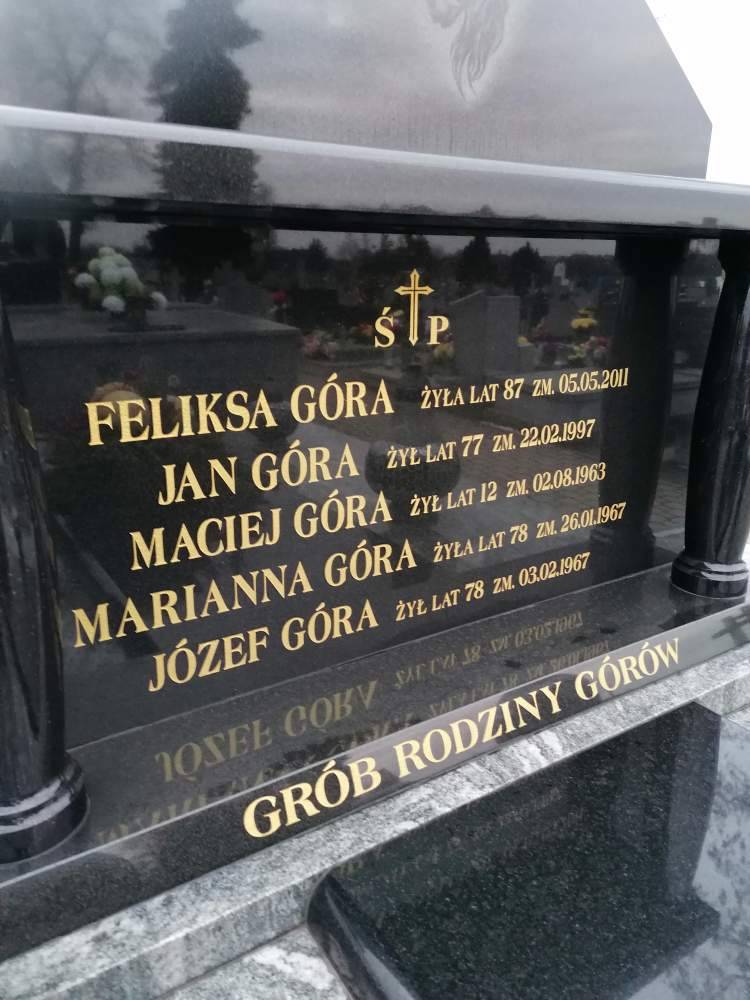 Ś P
FELIKSA GÓRA ŻYŁA LAT 87 ZM. 05.05.2011
JAN GÓRA ŻYŁ LAT 77 ZM. 22.02.1997
MACIEJ GÓRA ŻYŁ LAT 12 ZM. 02.08.1963
MARIANNA GÓRA ŻYŁA LAT 78 ZM. 26.01.1967
JÓZEF GÓRA ŻYŁ LAT 78 ZM. 03.02.1967
GRÓB RODZINY GÓRÓW